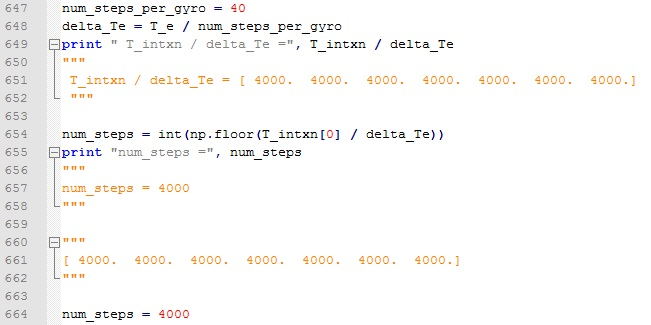 647 num_steps_per_gyro = 40
648 delta_Te = T_e / num_steps_per_gyro
649 print " T_intxn / delta_Te =", T_intxn / delta_Te
650 """
651  T_intxn / delta_Te = [ 4000.  4000.  4000.  4000.  4000.  4000.  4000.]
652  """
653
654 num_steps = int(np.floor(T_intxn[0] / delta_Te))
655 print "num_steps =", num_steps
656 """
657 num_steps = 4000
658 """
659
660 """
661 [ 4000.  4000.  4000.  4000.  4000.  4000.  4000.]
662 """
663
664 num_steps = 4000